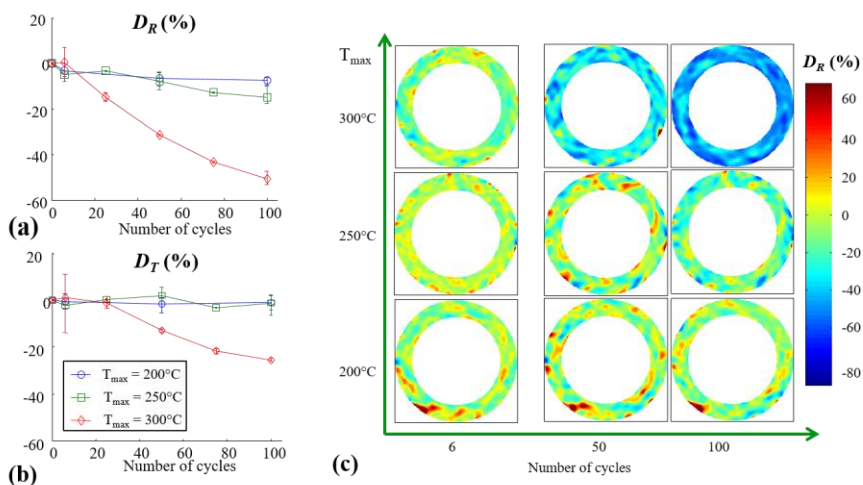 D_R (%)
20
0
-20
-40
-60
0 20 40 60 80 100
Number of cycles
(a)
D_T (%)
20
0
-20
-40
-60
T_max = 200°C
T_max = 250°C
T_max = 300°C
0 20 40 60 80 100
Number of cycles
(b)
T_max
300°C
250°C
200°C
6 50 100
Number of cycles
(c)
D_R (%)
60
40
20
0
-20
-40
-60
-80